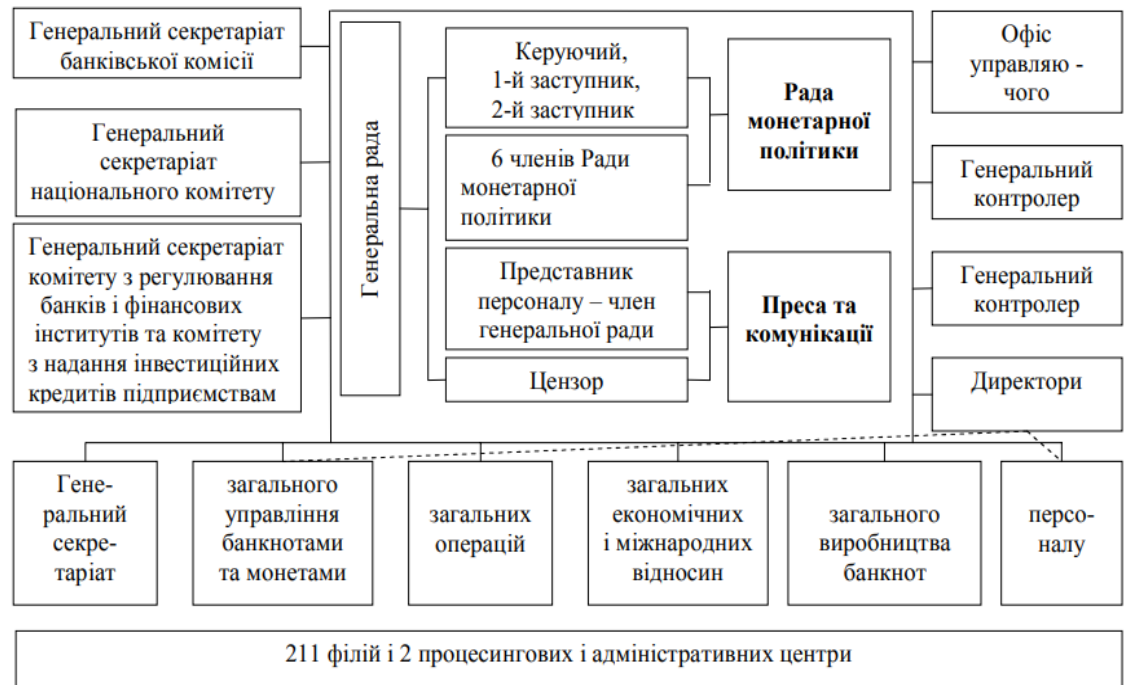 Генеральний секретаріат
банківської комісії
Генеральний
секретаріат
національного комітету
Генеральний секретаріат
комітету з регулювання
банків і фінансових
інститутів та комітету
з надання інвестиційних
кредитів підприємствам
Генеральна рада
Керуючий,
1-й заступник,
2-й заступник
6 членів Ради
монетарної
політики
Представник
персоналу – член
генеральної ради
Цензор
Рада
монетарної
політики
Преса та
комунікації
Офіс
управляю -
чого
Генеральний
контролер
Генеральний
контролер
Директори
Гене-
ральний
секре-
таріат
загального
управління
банкнотами
та монетами
загальних
операцій
загальних
економічних
і міжнародних
відносин
загального
виробництва
банкнот
персо-
налу
211 філій і 2 процесингових і адміністративних центри